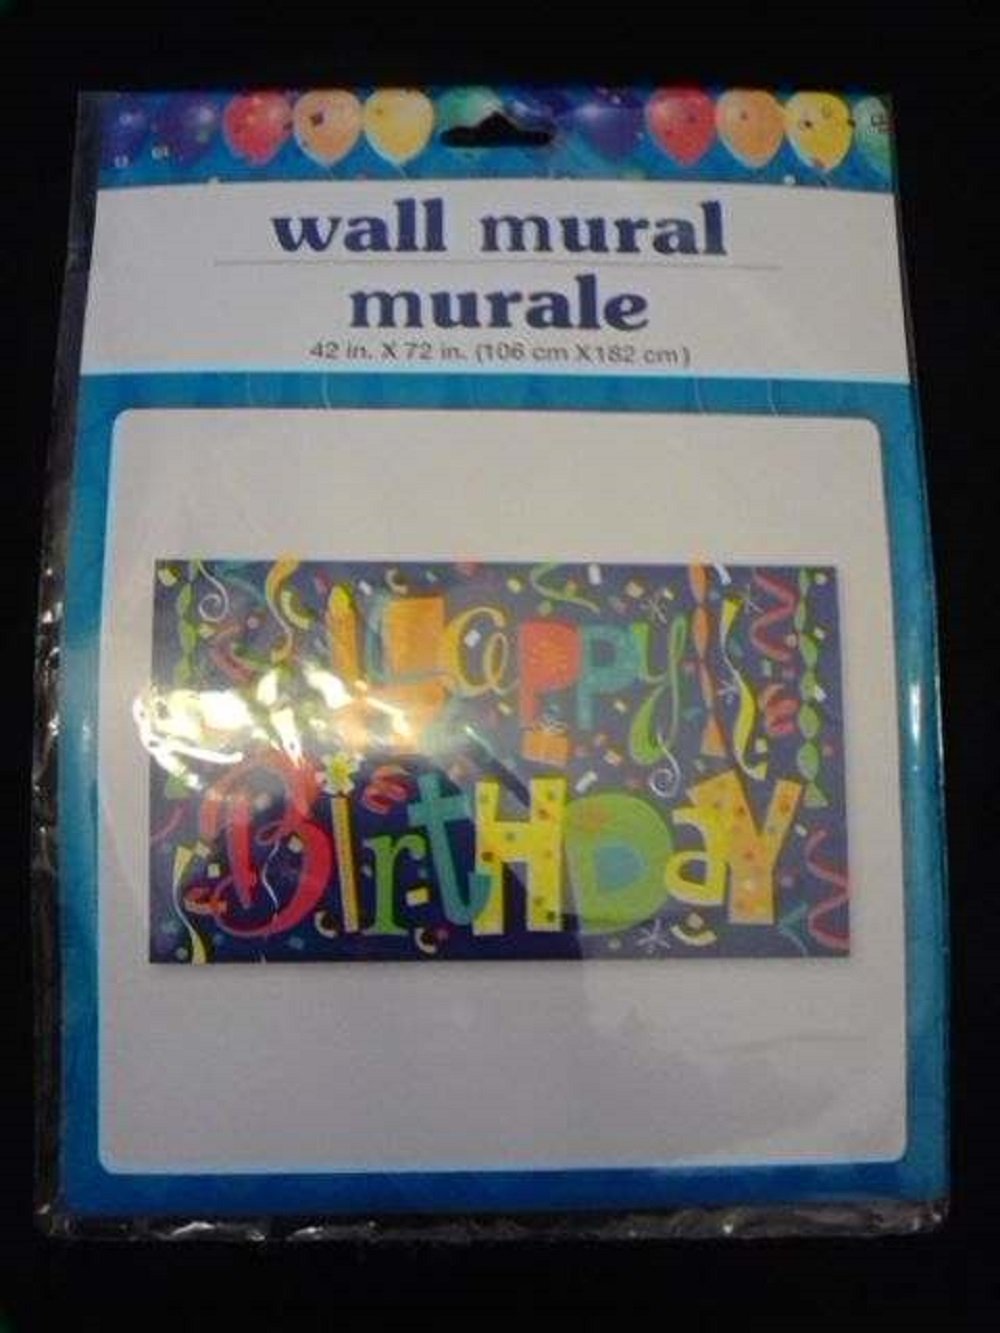 wall mural
murale
42 in. X 72 in. (106 cm X 182 cm)
Happy
BirtHDaY